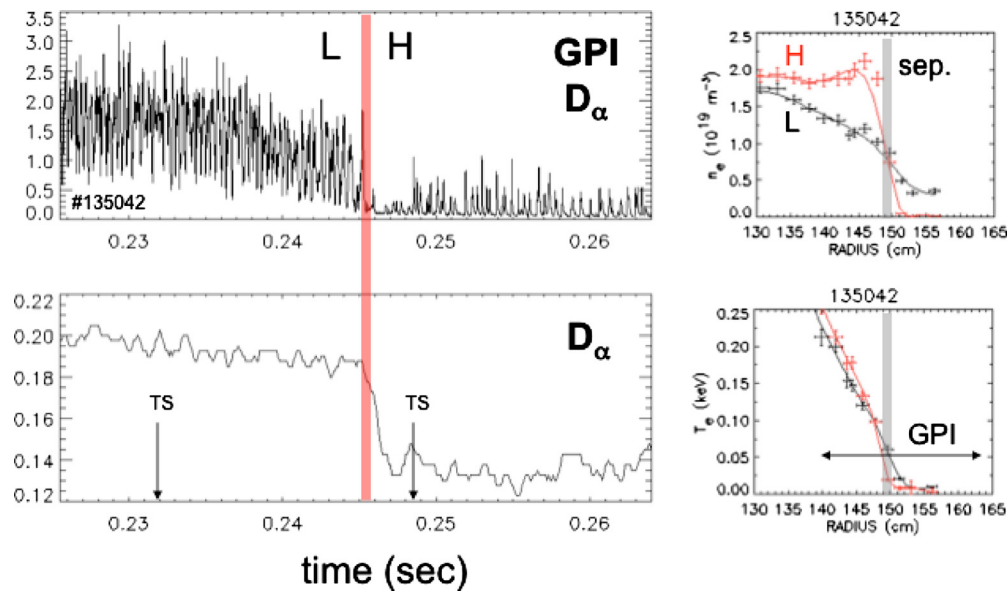 3.5
3.0
2.5
2.0
1.5
1.0
0.5
0.0
L
H
GPI
Dα
#135042
0.23
0.24
0.25
0.26
0.22
0.20
0.18
0.16
0.14
0.12
Dα
TS
TS
0.23
0.24
0.25
0.26
time (sec)
135042
2.5
2.0
1.5
1.0
0.5
0.0
nₑ (10¹⁹ m⁻³)
H
L
sep.
130 135 140 145 150 155 160 165
RADIUS (cm)
135042
0.25
0.20
0.15
0.10
0.05
0.00
Tₑ (keV)
GPI
130 135 140 145 150 155 160 165
RADIUS (cm)